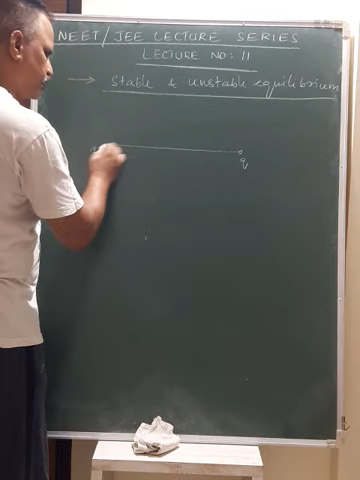 NEET/JEE LECTURE SERIES
LECTURE NO: 11
→ Stable & unstable equilibrium
q